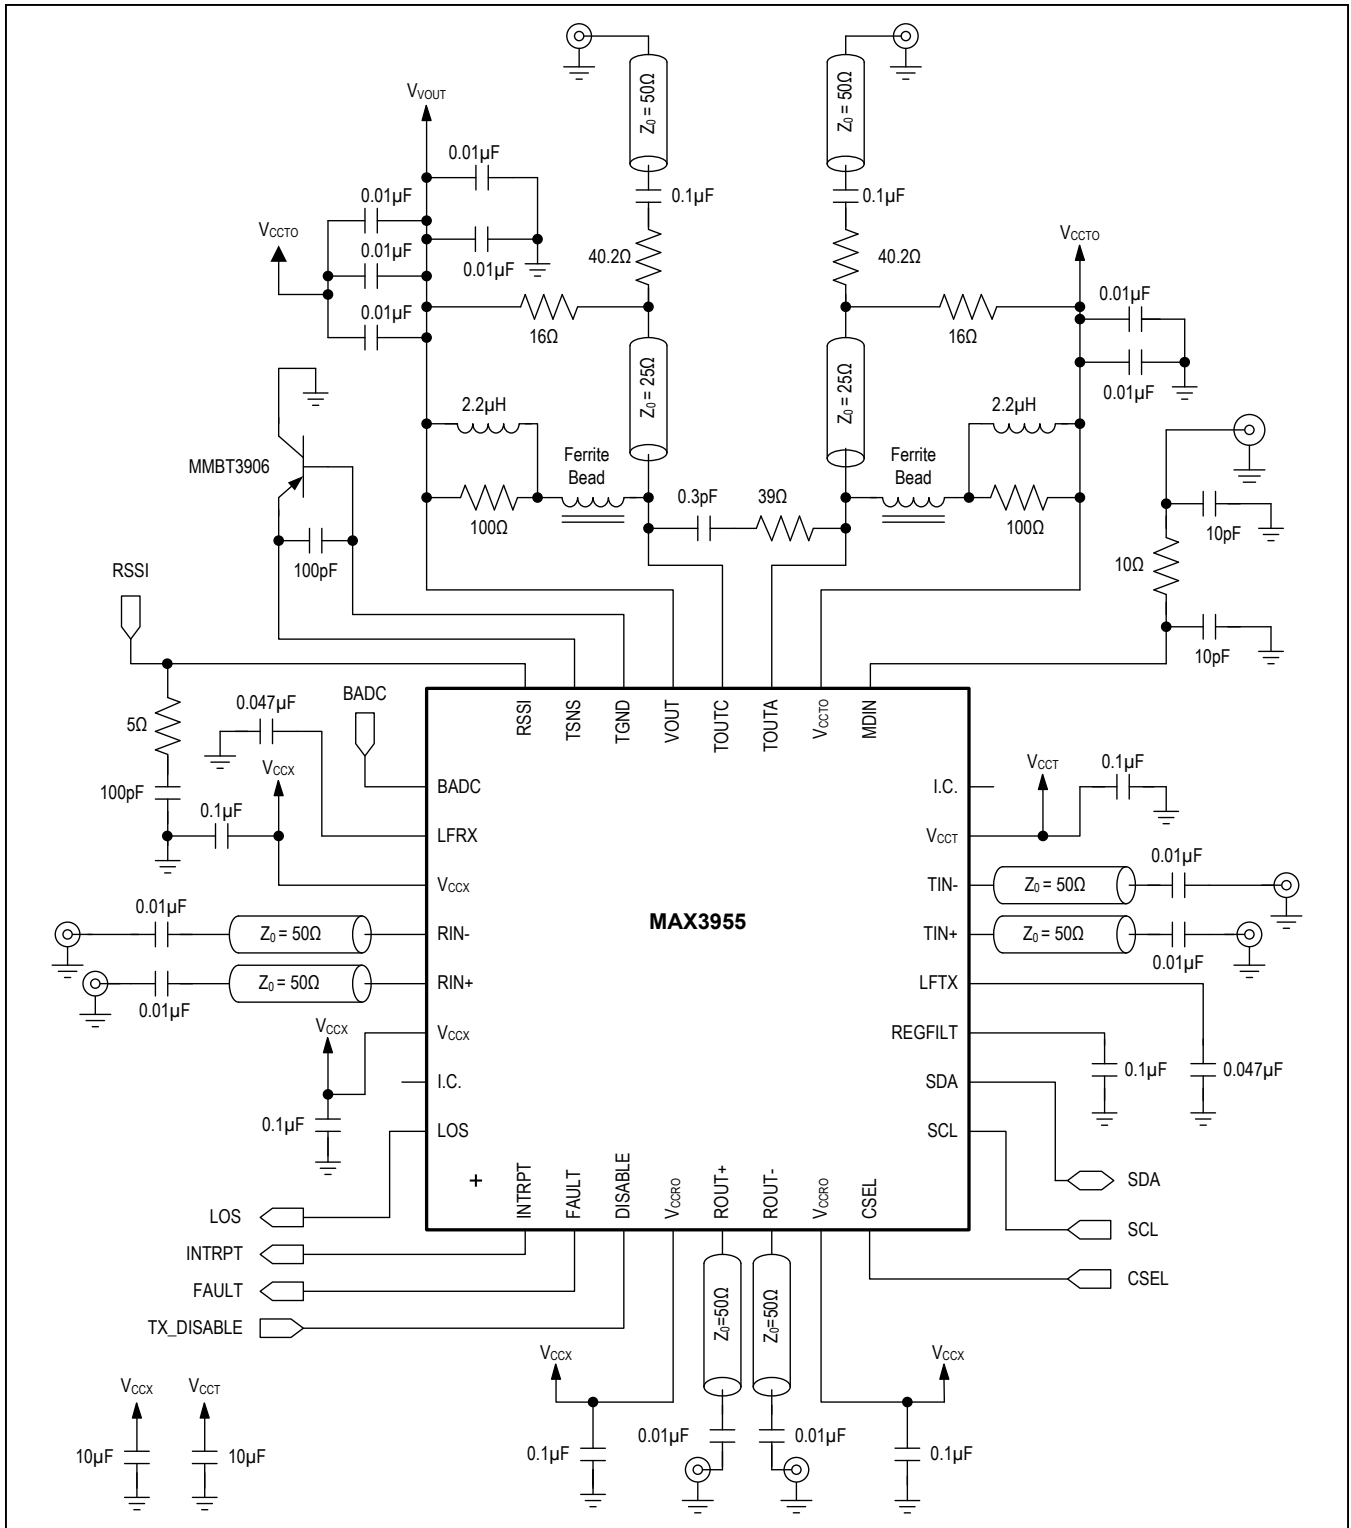 Z₀ = 50Ω
Z₀ = 50Ω
VVOUT
0.01µF
0.01µF
0.1µF
0.1µF
VCCTO
0.01µF
0.01µF
40.2Ω
40.2Ω
VCCTO
0.01µF
0.01µF
16Ω
16Ω
0.01µF
Z₀ = 25Ω
Z₀ = 25Ω
2.2µH
2.2µH
MMBT3906
Ferrite
Bead
Ferrite
Bead
0.3pF
39Ω
100Ω
100Ω
10pF
100pF
10Ω
RSSI
10pF
0.047µF
BADC
5Ω
VCCX
100pF
0.1µF
RSSI
TSNS
TGND
VOUT
TOUTC
TOUTA
VCCTO
MDIN
VCCT
0.1µF
BADC
I.C.
LFRX
VCCT
VCCX
TIN-
Z₀ = 50Ω
0.01µF
0.01µF
Z₀ = 50Ω
RIN-
MAX3955
TIN+
Z₀ = 50Ω
0.01µF
0.01µF
Z₀ = 50Ω
RIN+
LFTX
VCCX
VCCX
REGFILT
0.1µF
0.047µF
I.C.
SDA
0.1µF
LOS
SCL
+
INTRPT
FAULT
DISABLE
VCCRO
ROUT+
ROUT-
VCCRO
CSEL
SDA
LOS
SCL
INTRPT
CSEL
FAULT
TX_DISABLE
Z₀=50Ω
Z₀=50Ω
VCCX
VCCX
VCCX
VCCT
10µF
10µF
0.1µF
0.01µF
0.01µF
0.1µF